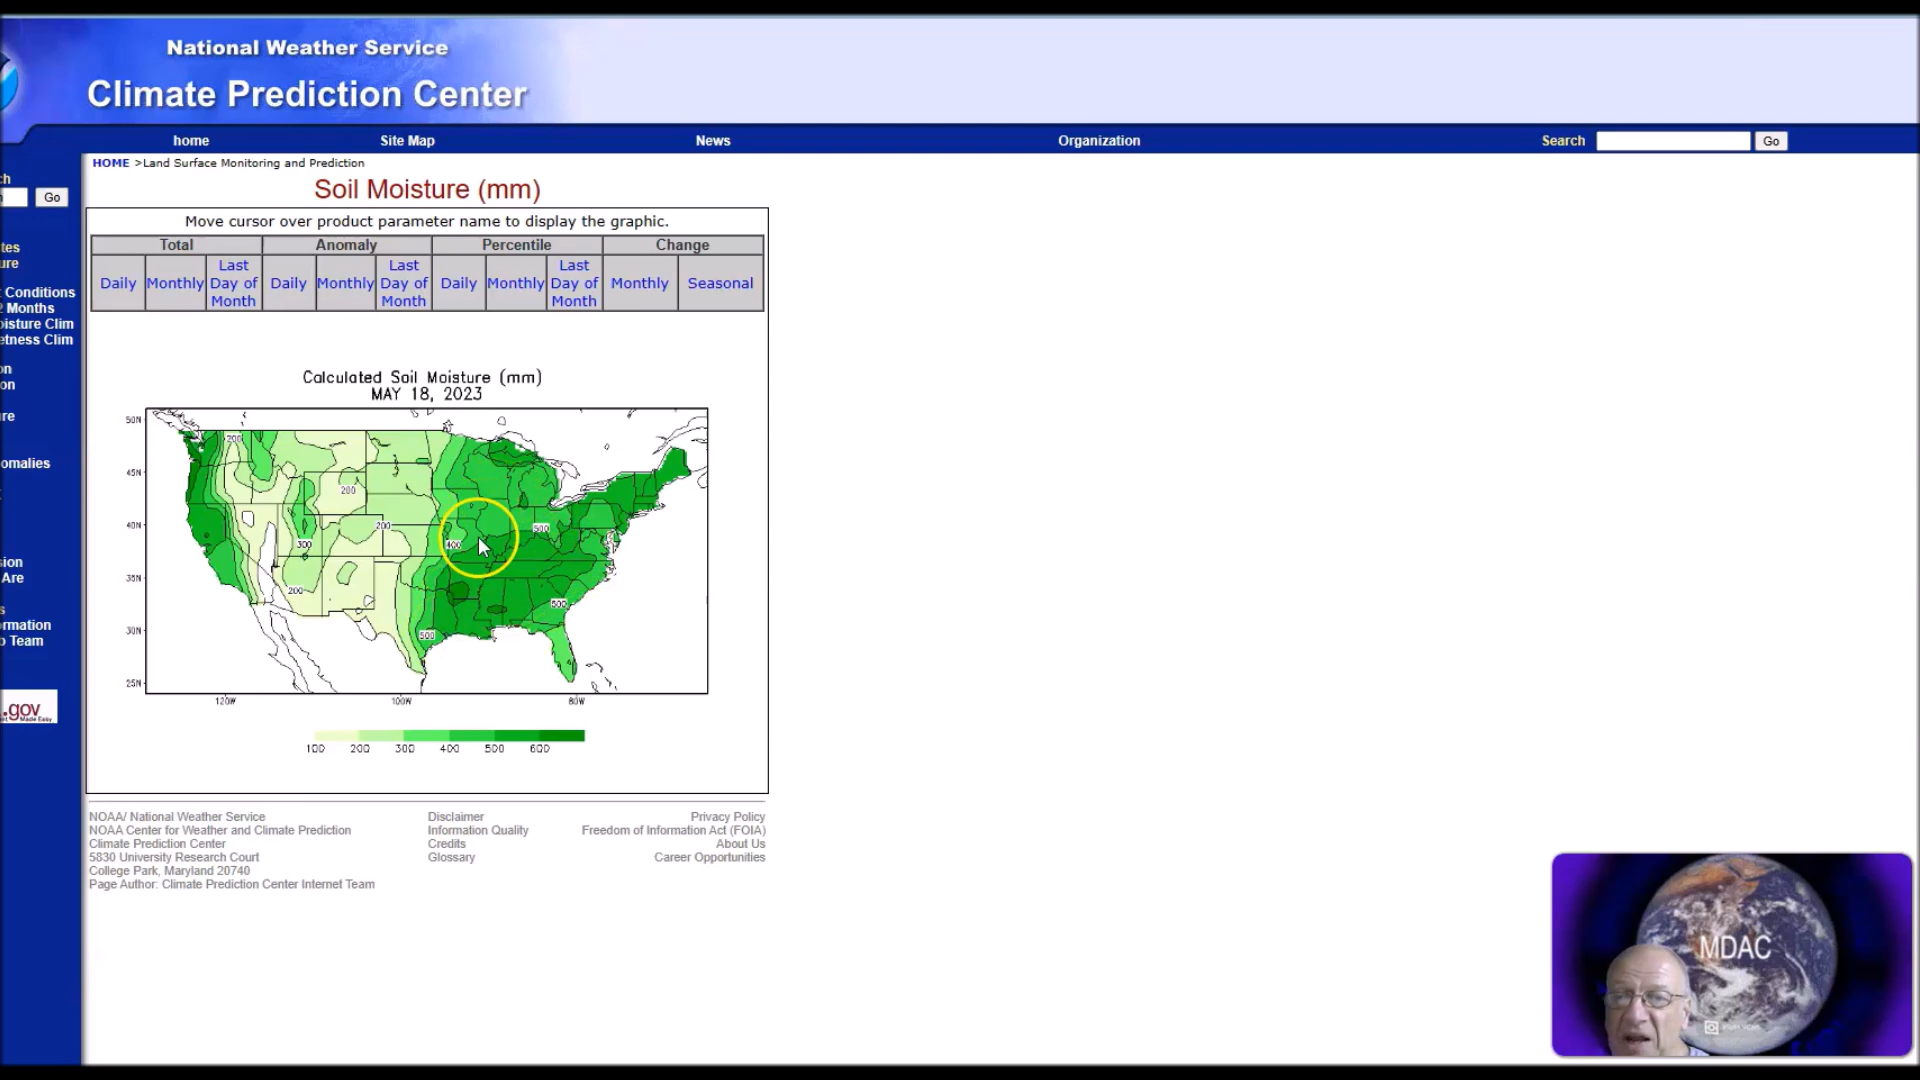 National Weather Service
Climate Prediction Center
home Site Map News Organization Search Go
HOME >Land Surface Monitoring and Prediction
Go
Soil Moisture (mm)
Move cursor over product parameter name to display the graphic.
Total Anomaly Percentile Change
Daily Monthly Last Day of Month Daily Monthly Last Day of Month Daily Monthly Last Day of Month Monthly Seasonal
Conditions
Months
Clim
Clim
Are
Team
.gov
Calculated Soil Moisture (mm)
MAY 18, 2023
50N
45N
40N
35N
30N
25N
120W 100W 80W
200
200
200
300
400
500
200
500
500
100 200 300 400 500 600
NOAA/ National Weather Service
NOAA Center for Weather and Climate Prediction
Climate Prediction Center
5830 University Research Court
College Park, Maryland 20740
Page Author: Climate Prediction Center Internet Team
Disclaimer
Information Quality
Credits
Glossary
Privacy Policy
Freedom of Information Act (FOIA)
About Us
Career Opportunities
MDAC